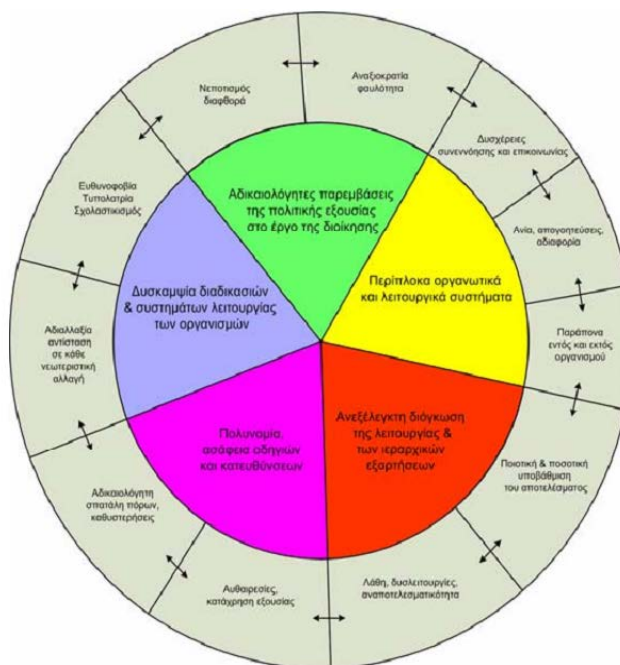 Νεποτισμός
διαφθορά
Αναξιοκρατία
φαυλότητα
Δυσχέρειες
συνεννόησης και επικοινωνίας
Ανία, απογοητεύσεις,
αδιαφορία
Παράπονα
εντός και εκτός
οργανισμού
Ποιοτική & ποσοτική
υποβάθμιση
του αποτελέσματος
Λάθη, δυσλειτουργίες,
αναποτελεσματικότητα
Αυθαιρεσίες,
κατάχρηση εξουσίας
Αδικαιολόγητη
σπατάλη πόρων,
καθυστερήσεις
Αδιαλλαξία
αντίσταση
σε κάθε
νεωτεριστική
αλλαγή
Ευθυνοφοβία
Τυπολατρία
Σχολαστικισμός
Αδικαιολόγητες παρεμβάσεις
της πολιτικής εξουσίας
στο έργο της διοίκησης
Περίπλοκα οργανωτικά
και λειτουργικά συστήματα
Ανεξέλεγκτη διόγκωση
της λειτουργίας &
των ιεραρχικών
εξαρτήσεων
Πολυνομία,
ασάφεια οδηγιών
και κατευθύνσεων
Δυσκαμψία διαδικασιών
& συστημάτων λειτουργίας
των οργανισμών